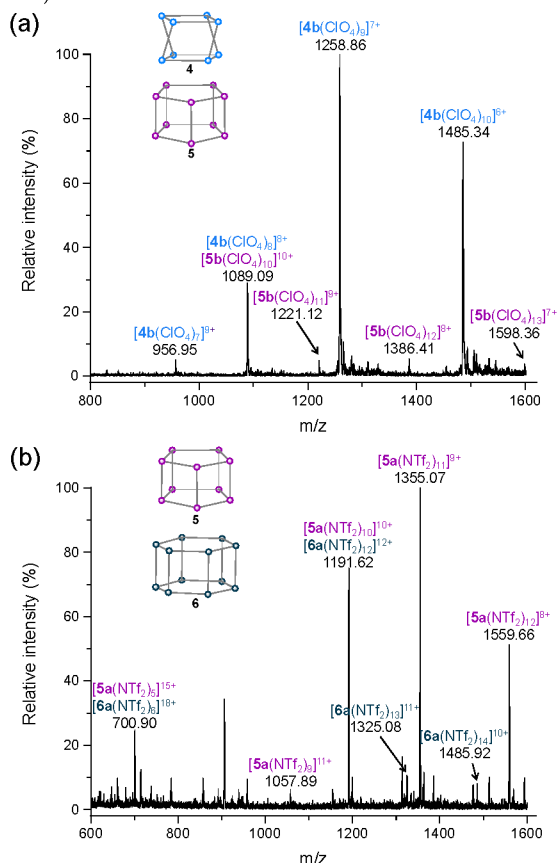 (a)
4
5
[4b(ClO4)9]7+
1258.86
[4b(ClO4)10]6+
1485.34
[4b(ClO4)8]8+
[5b(ClO4)10]10+
1089.09
[5b(ClO4)11]9+
1221.12
[5b(ClO4)12]8+
1386.41
[5b(ClO4)13]7+
1598.36
[4b(ClO4)7]9+
956.95
Relative intensity (%)
100
80
60
40
20
0
800 1000 1200 1400 1600
m/z
(b)
5
6
[5a(NTf2)11]9+
1355.07
[5a(NTf2)10]10+
[6a(NTf2)12]12+
1191.62
[5a(NTf2)12]8+
1559.66
[5a(NTf2)5]15+
[6a(NTf2)6]18+
700.90
[6a(NTf2)13]11+
1325.08
[6a(NTf2)14]10+
1485.92
[5a(NTf2)9]11+
1057.89
Relative intensity (%)
100
80
60
40
20
0
600 800 1000 1200 1400 1600
m/z